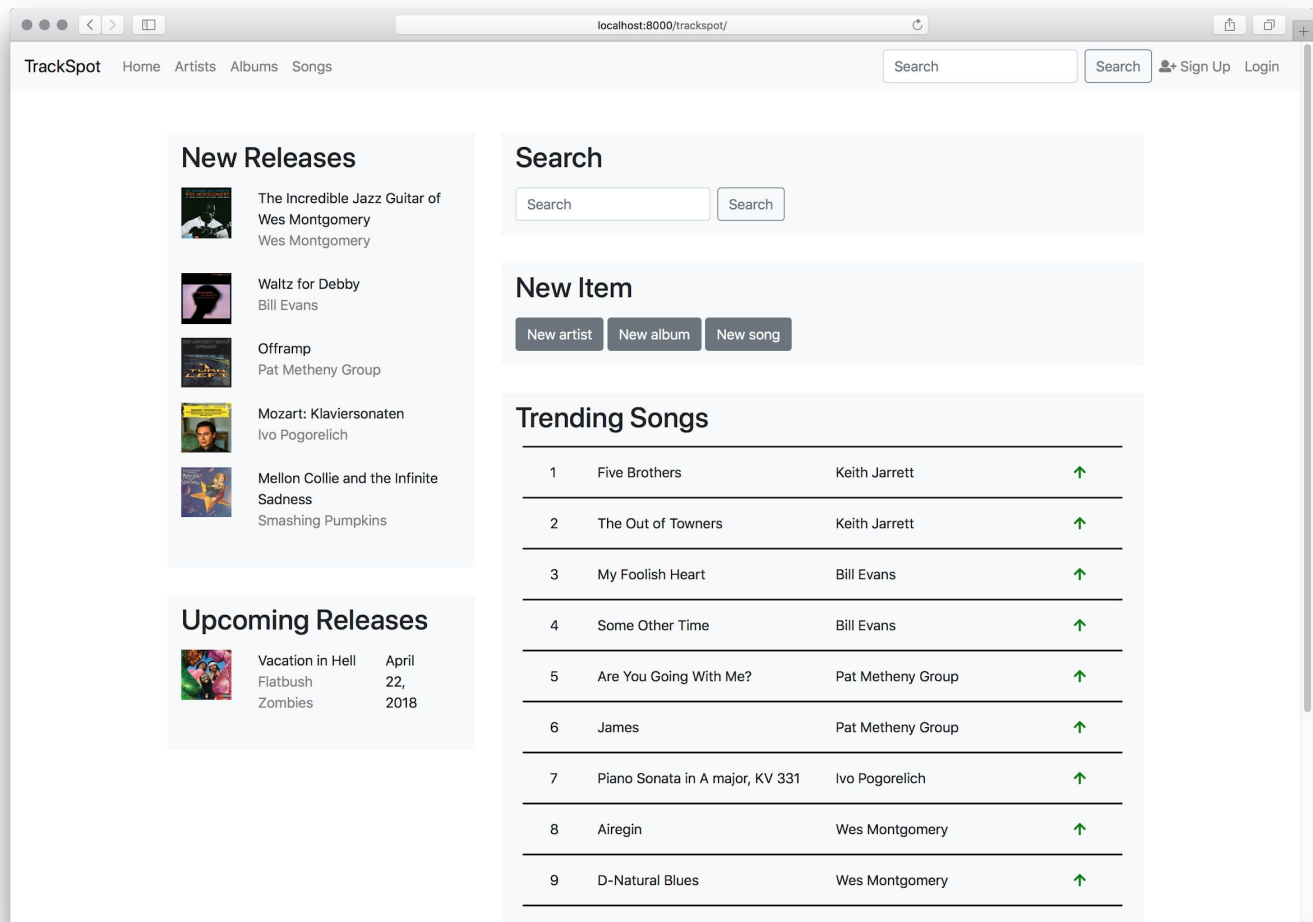 localhost:8000/trackspot/
TrackSpot Home Artists Albums Songs Search Search Sign Up Login
New Releases
The Incredible Jazz Guitar of
Wes Montgomery
Wes Montgomery
Waltz for Debby
Bill Evans
Offramp
Pat Metheny Group
Mozart: Klaviersonaten
Ivo Pogorelich
Mellon Collie and the Infinite
Sadness
Smashing Pumpkins
Upcoming Releases
Vacation in Hell April
Flatbush 22,
Zombies 2018
Search
Search Search
New Item
New artist New album New song
Trending Songs
1 Five Brothers Keith Jarrett
2 The Out of Towners Keith Jarrett
3 My Foolish Heart Bill Evans
4 Some Other Time Bill Evans
5 Are You Going With Me? Pat Metheny Group
6 James Pat Metheny Group
7 Piano Sonata in A major, KV 331 Ivo Pogorelich
8 Airegin Wes Montgomery
9 D-Natural Blues Wes Montgomery